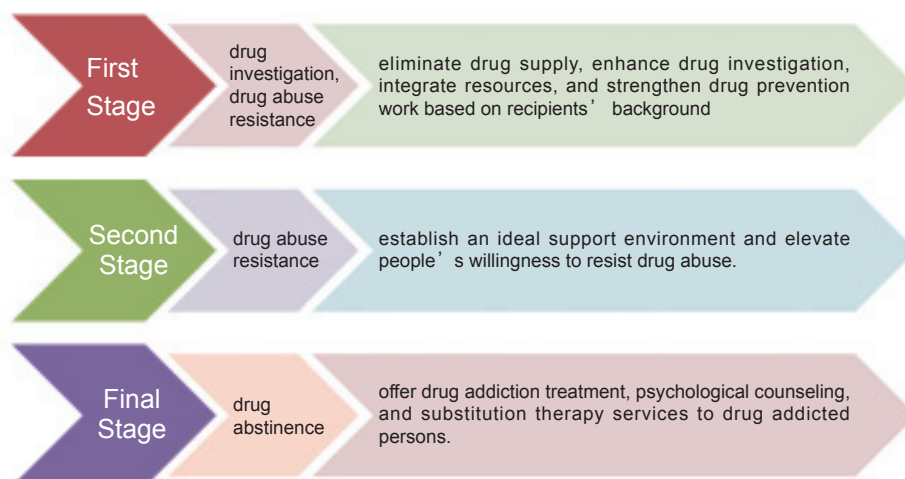 First
Stage
drug
investigation,
drug abuse
resistance
eliminate drug supply, enhance drug investigation,
integrate resources, and strengthen drug prevention
work based on recipients’ background
Second
Stage
drug abuse
resistance
establish an ideal support environment and elevate
people’s willingness to resist drug abuse.
Final
Stage
drug
abstinence
offer drug addiction treatment, psychological counseling,
and substitution therapy services to drug addicted
persons.